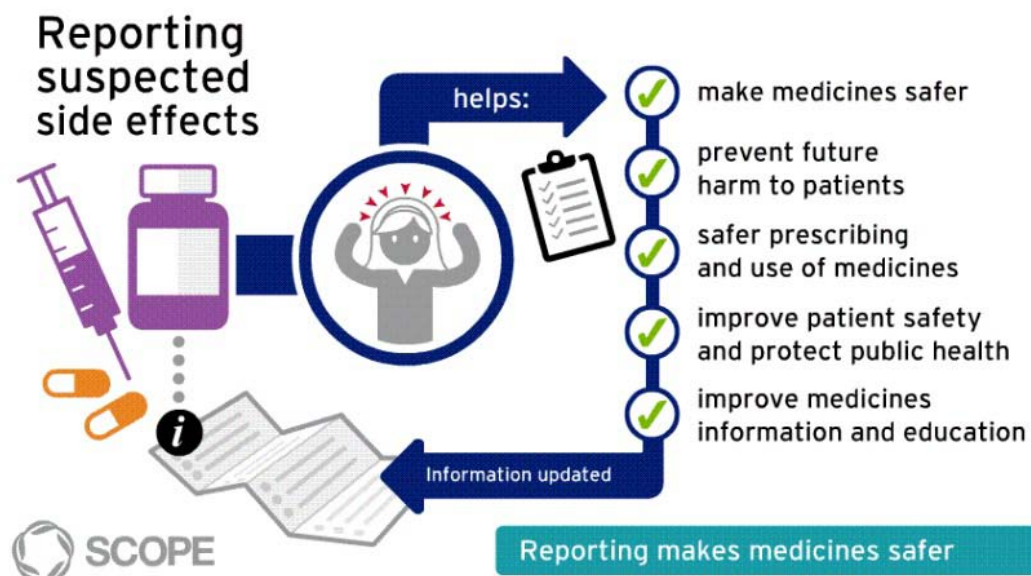 Reporting
suspected
side effects
helps:
make medicines safer
prevent future
harm to patients
safer prescribing
and use of medicines
improve patient safety
and protect public health
improve medicines
information and education
i
Information updated
SCOPE
Reporting makes medicines safer